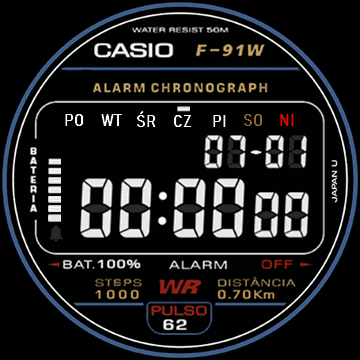 WATER RESIST 50M
CASIO F-91W
ALARM CHRONOGRAPH
PO WT ŚR CZ PI SO NI
07-01
BATERIA
00:00 00
JAPAN U
BAT.100% ALARM OFF
STEPS WR DISTÂNCIA
1000 0.70Km
PULSO
62